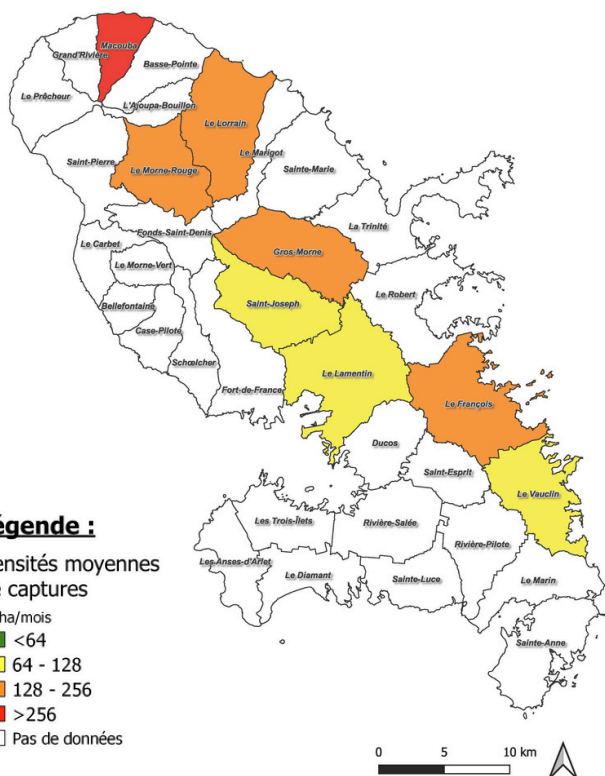 Macouba
Grand'Rivière
Basse-Pointe
Le Prêcheur
L'Ajoupa-Bouillon
Le Lorrain
Le Marigot
Saint-Pierre
Le Morne-Rouge
Sainte-Marie
La Trinité
Fonds-Saint-Denis
Le Carbet
Gros-Morne
Le Morne-Vert
Le Robert
Bellefontaine
Saint-Joseph
Case-Pilote
Schœlcher
Le Lamentin
Fort-de-France
Le François
Ducos
Saint-Esprit
Le Vauclin
Les Trois-Îlets
Rivière-Salée
Rivière-Pilote
Les Anses-d'Arlet
Le Diamant
Sainte-Luce
Le Marin
Sainte-Anne
égende :
ensités moyennes
captures
ha/mois
<64
64 - 128
128 - 256
>256
Pas de données
0 5 10 km